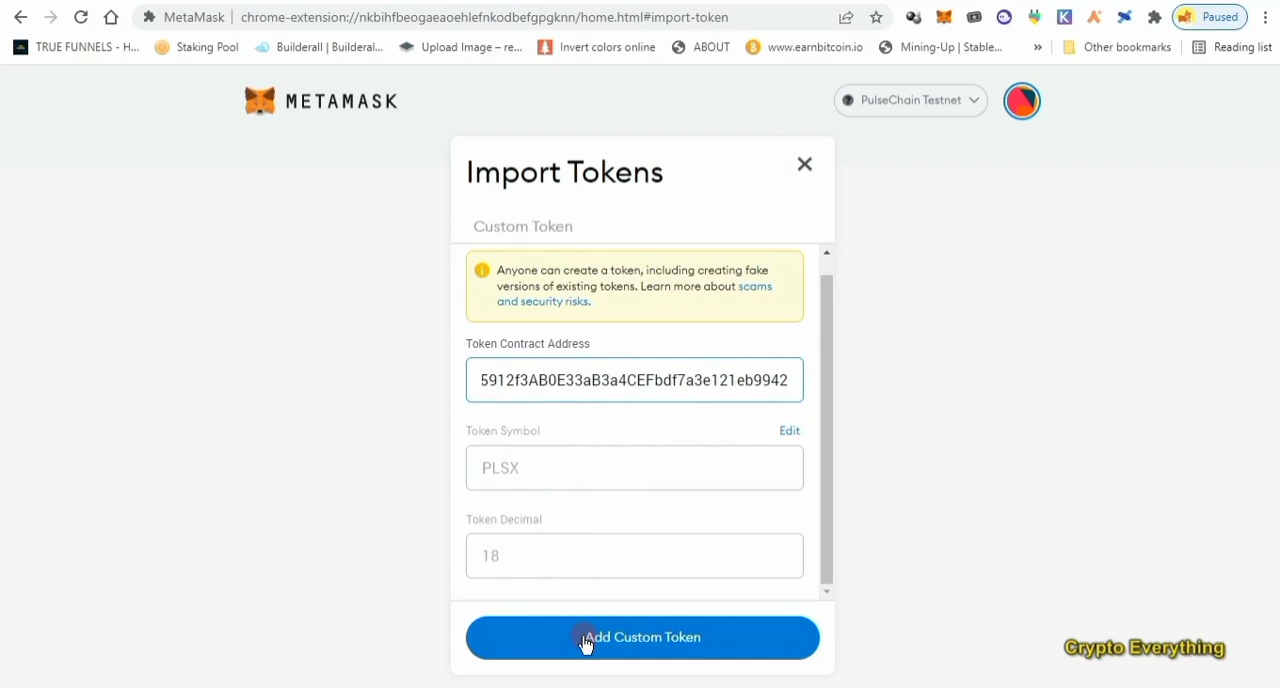 MetaMask | chrome-extension://nkbihfbeogaeaoehlefnkodbefgpgknn/home.html#import-token
Paused
TRUE FUNNELS - H...
Staking Pool
Builderall | Builderal...
Upload Image – re...
Invert colors online
ABOUT
www.earnbitcoin.io
Mining-Up | Stable...
»
Other bookmarks
Reading list
METAMASK
PulseChain Testnet
Import Tokens
Custom Token
Anyone can create a token, including creating fake
versions of existing tokens. Learn more about scams
and security risks.
Token Contract Address
5912f3AB0E33aB3a4CEFbdf7a3e121eb9942
Token Symbol
Edit
PLSX
Token Decimal
18
Add Custom Token
Crypto Everything